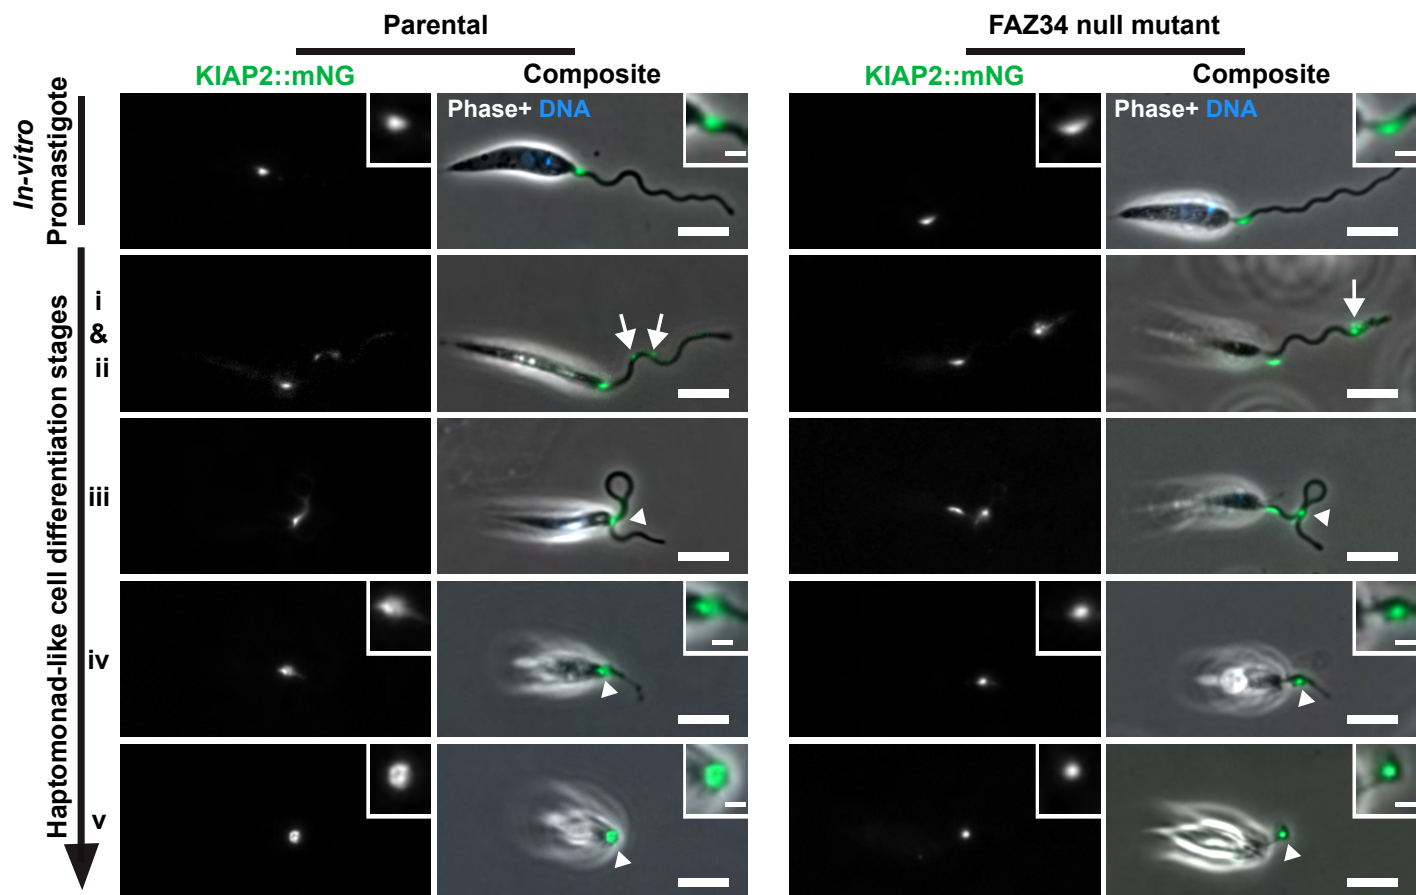 Parental
FAZ34 null mutant
KIAP2::mNG
Composite
KIAP2::mNG
Composite
In-vitro
Promastigote
Phase+ DNA
Phase+ DNA
Haptomonad-like cell differentiation stages
i
&
ii
iii
iv
v